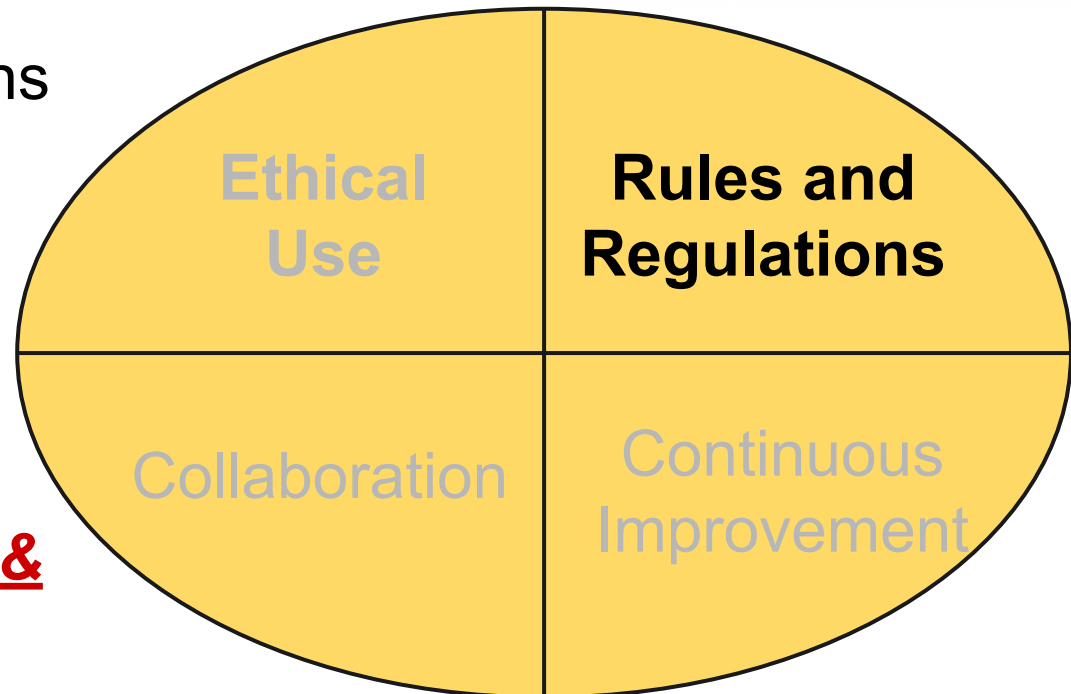 ns
Ethical
Use
Rules and
Regulations
Collaboration
Continuous
Improvement
&